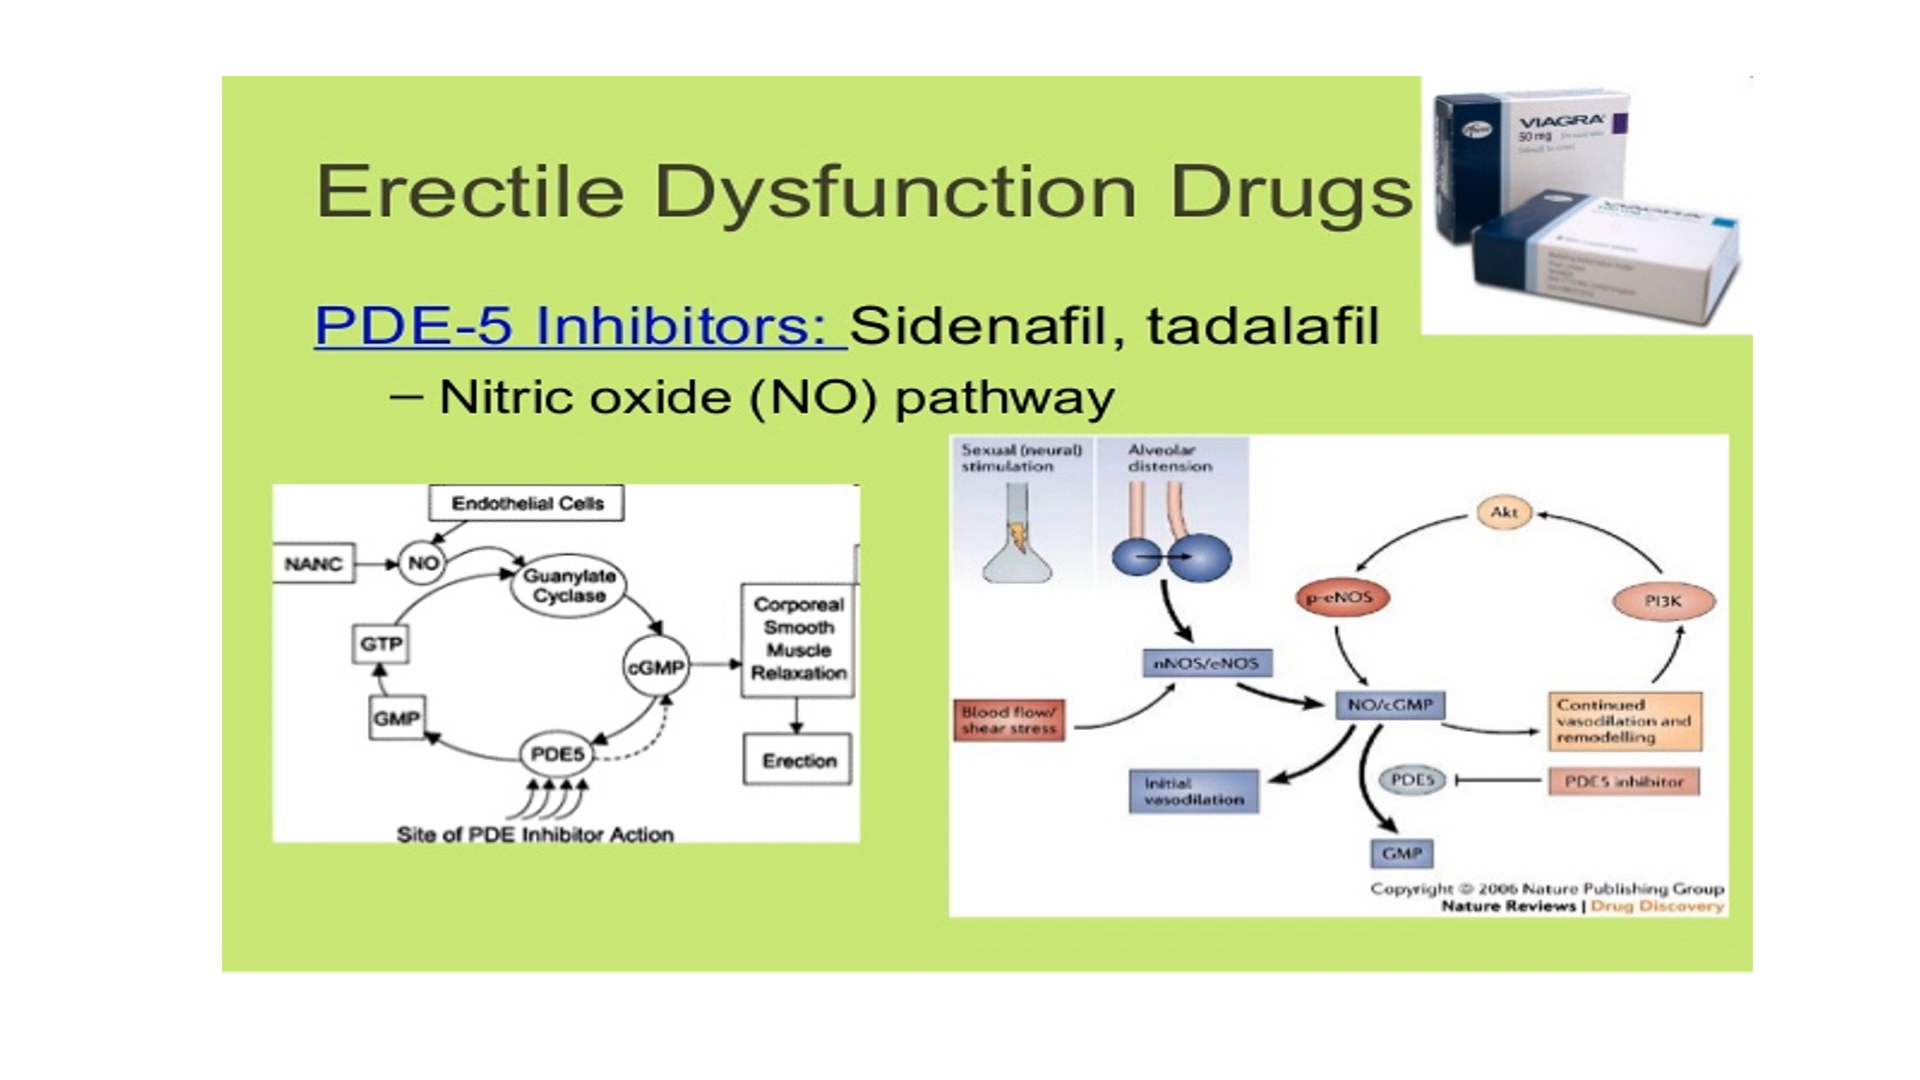 Erectile Dysfunction Drugs
VIAGRA
50 mg
VIAGRA
PDE-5 Inhibitors: Sidenafil, tadalafil
– Nitric oxide (NO) pathway
Endothelial Cells
NANC
NO
Guanylate
Cyclase
GTP
cGMP
Corporeal
Smooth
Muscle
Relaxation
GMP
PDE5
Erection
Site of PDE Inhibitor Action
Sexual (neural)
stimulation
Alveolar
distension
Akt
p-eNOS
PI3K
nNOS/eNOS
Blood flow/
shear stress
NO/cGMP
Continued
vasodilation and
remodelling
Initial
vasodilation
PDE5
PDE5 inhibitor
GMP
Copyright © 2006 Nature Publishing Group
Nature Reviews | Drug Discovery